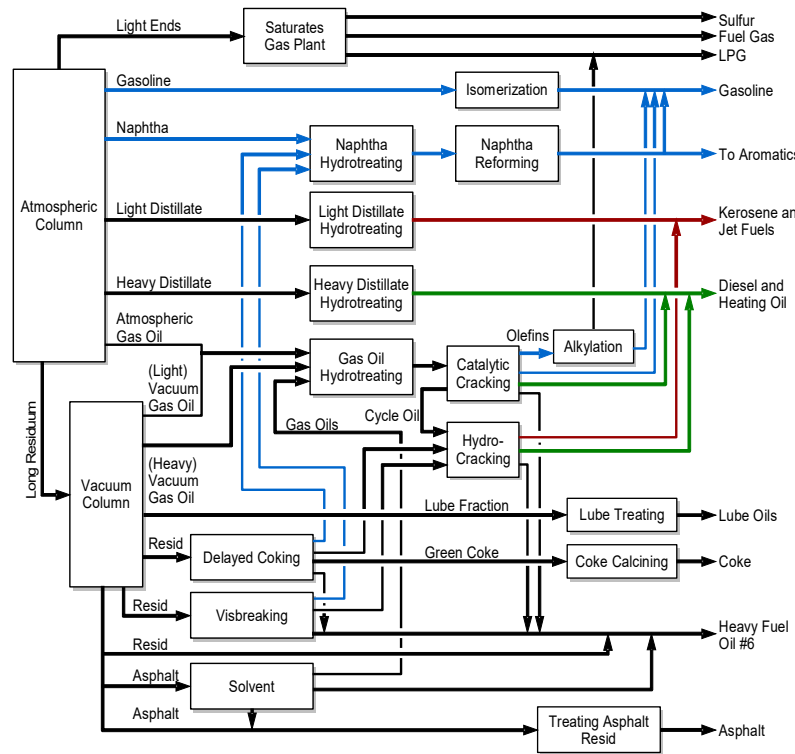 Light Ends
Saturates
Gas Plant
Sulfur
Fuel Gas
LPG
Gasoline
Isomerization
Gasoline
Naphtha
Naphtha
Hydrotreating
Naphtha
Reforming
To Aromatics
Atmospheric
Column
Light Distillate
Light Distillate
Hydrotreating
Kerosene an
Jet Fuels
Heavy Distillate
Heavy Distillate
Hydrotreating
Diesel and
Heating Oil
Atmospheric
Gas Oil
Gas Oil
Hydrotreating
Olefins
Alkylation
Catalytic
Cracking
(Light)
Vacuum
Gas Oil
Gas Oils
Cycle Oil
Hydro-
Cracking
Long Residuum
Vacuum
Column
(Heavy)
Vacuum
Gas Oil
Lube Fraction
Lube Treating
Lube Oils
Resid
Delayed Coking
Green Coke
Coke Calcining
Coke
Resid
Visbreaking
Resid
Heavy Fuel
Oil #6
Asphalt
Solvent
Asphalt
Treating Asphalt
Resid
Asphalt